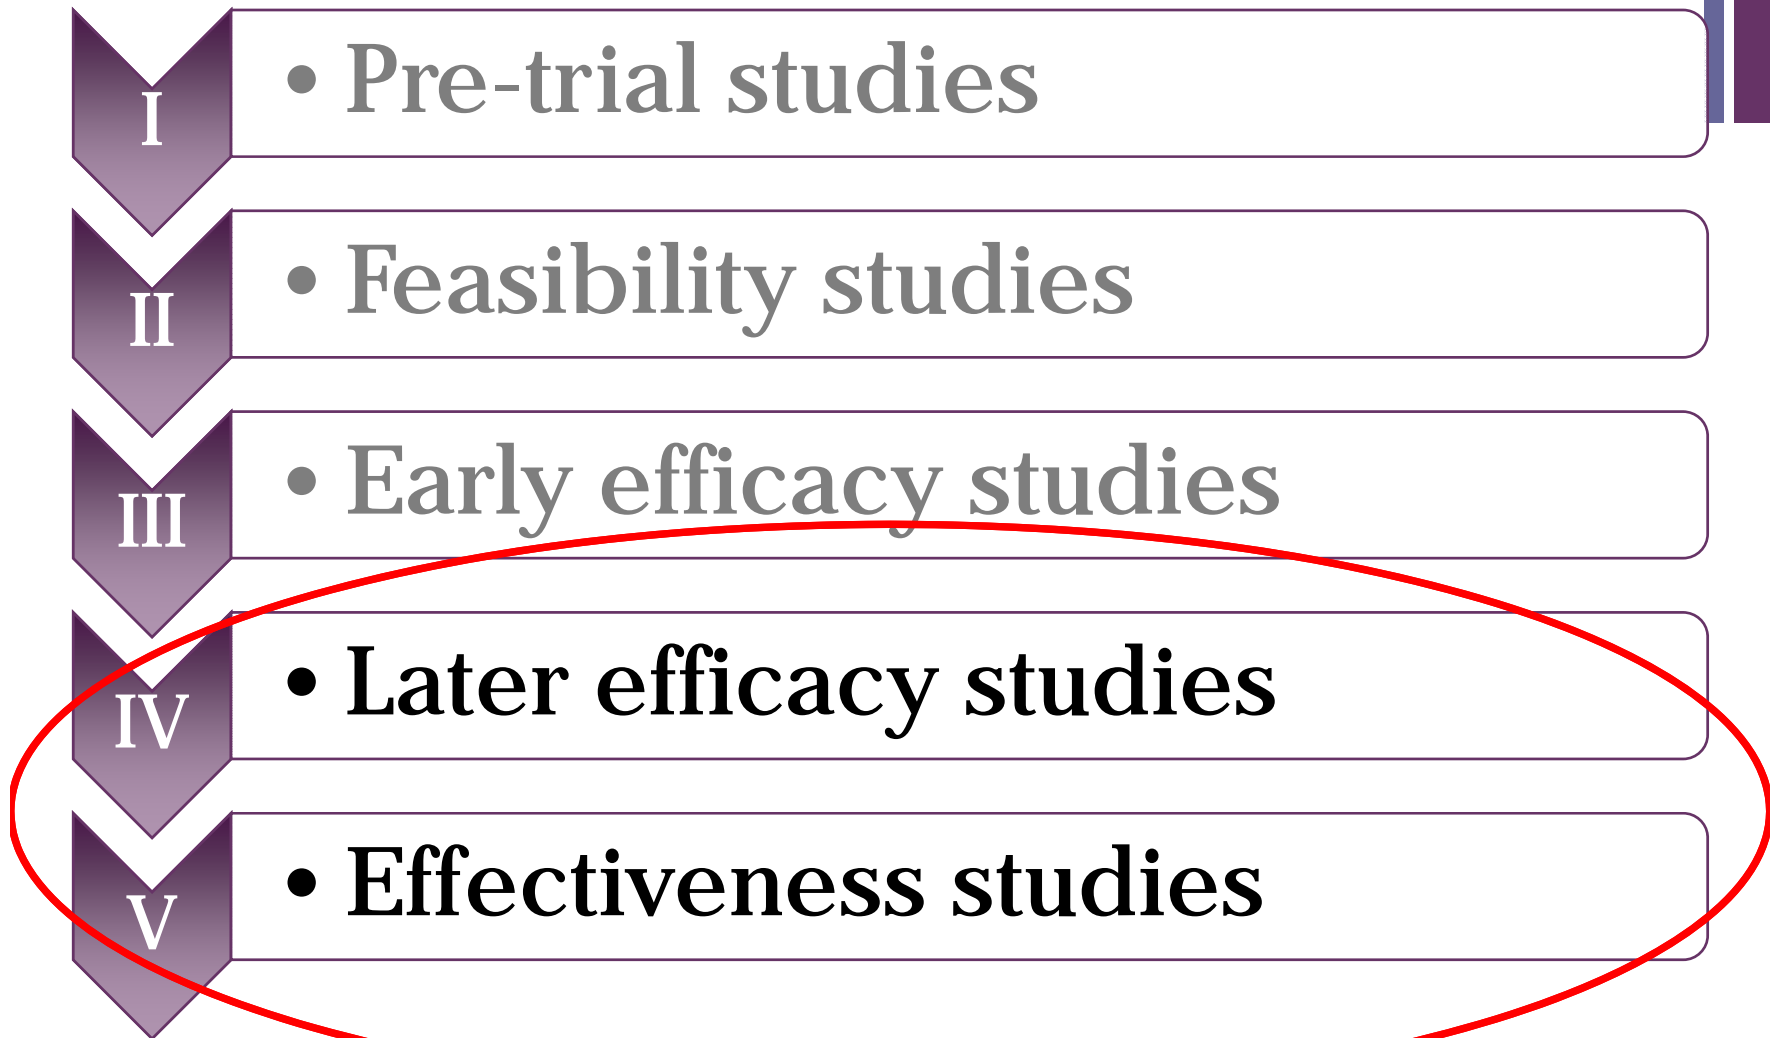 I
• Pre-trial studies
II
• Feasibility studies
III
• Early efficacy studies
IV
• Later efficacy studies
V
• Effectiveness studies